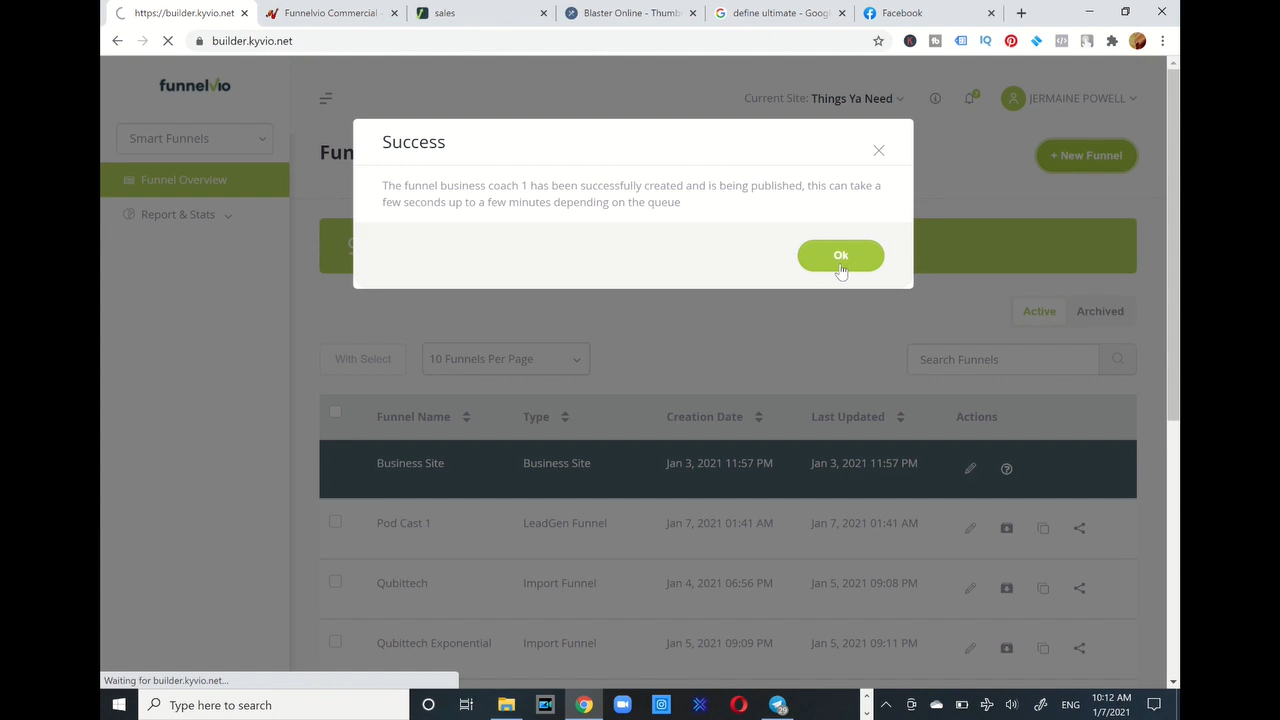 https://builder.kyvio.net
Funnelvio Commercial -
sales
Blaster Online - Thumb
define ultimate - Goog
Facebook
builder.kyvio.net
funnelvio
Current Site: Things Ya Need
JERMAINE POWELL
Smart Funnels
Fun
+ New Funnel
Funnel Overview
Report & Stats
Success
The funnel business coach 1 has been successfully created and is being published, this can take a
few seconds up to a few minutes depending on the queue
Ok
Active
Archived
With Select
10 Funnels Per Page
Search Funnels
Funnel Name
Type
Creation Date
Last Updated
Actions
Business Site
Business Site
Jan 3, 2021 11:57 PM
Jan 3, 2021 11:57 PM
Pod Cast 1
LeadGen Funnel
Jan 7, 2021 01:41 AM
Jan 7, 2021 01:41 AM
Qubittech
Import Funnel
Jan 4, 2021 06:56 PM
Jan 5, 2021 09:08 PM
Qubittech Exponential
Import Funnel
Jan 5, 2021 09:09 PM
Jan 5, 2021 09:11 PM
Waiting for builder.kyvio.net...
Type here to search
10:12 AM
1/7/2021